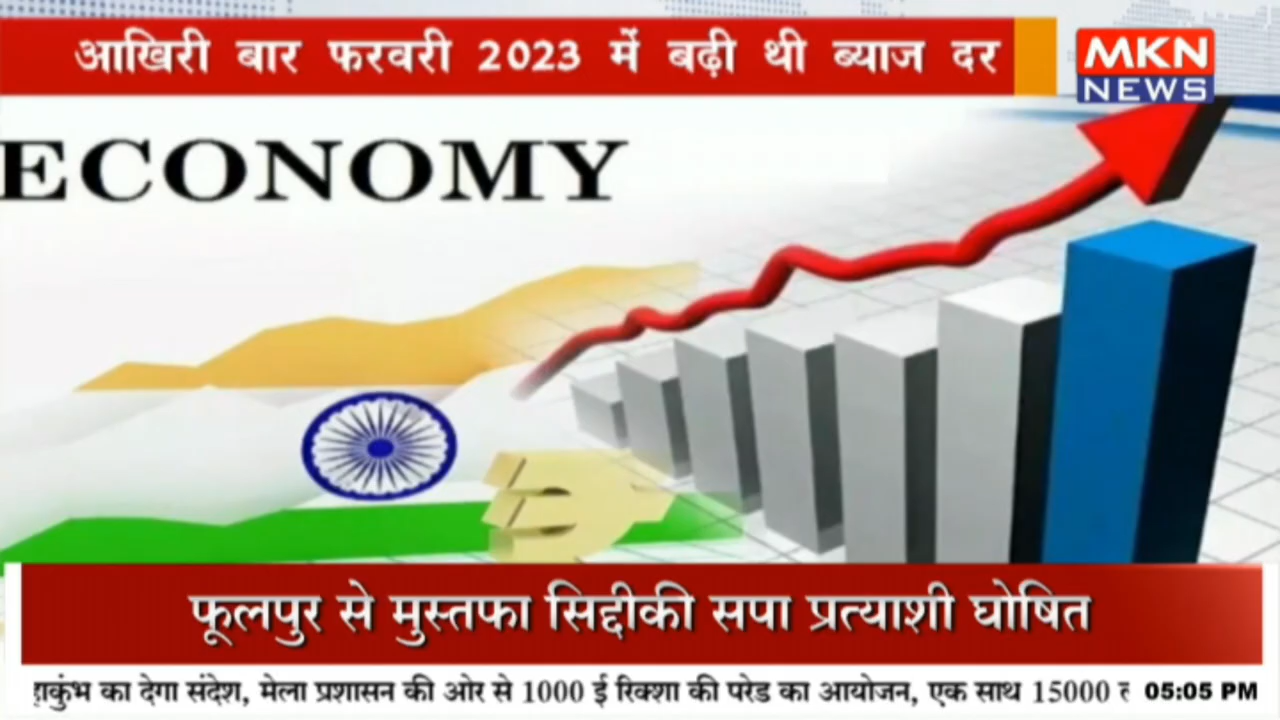 आखिरी बार फरवरी 2023 में बढ़ी थी ब्याज दर
MKN
NEWS
ECONOMY
फूलपुर से मुस्तफा सिद्दीकी सपा प्रत्याशी घोषित
का देगा संदेश, मेला प्रशासन की ओर से 1000 ई रिक्शा की परेड का आयोजन, एक साथ 15000
05:05 PM